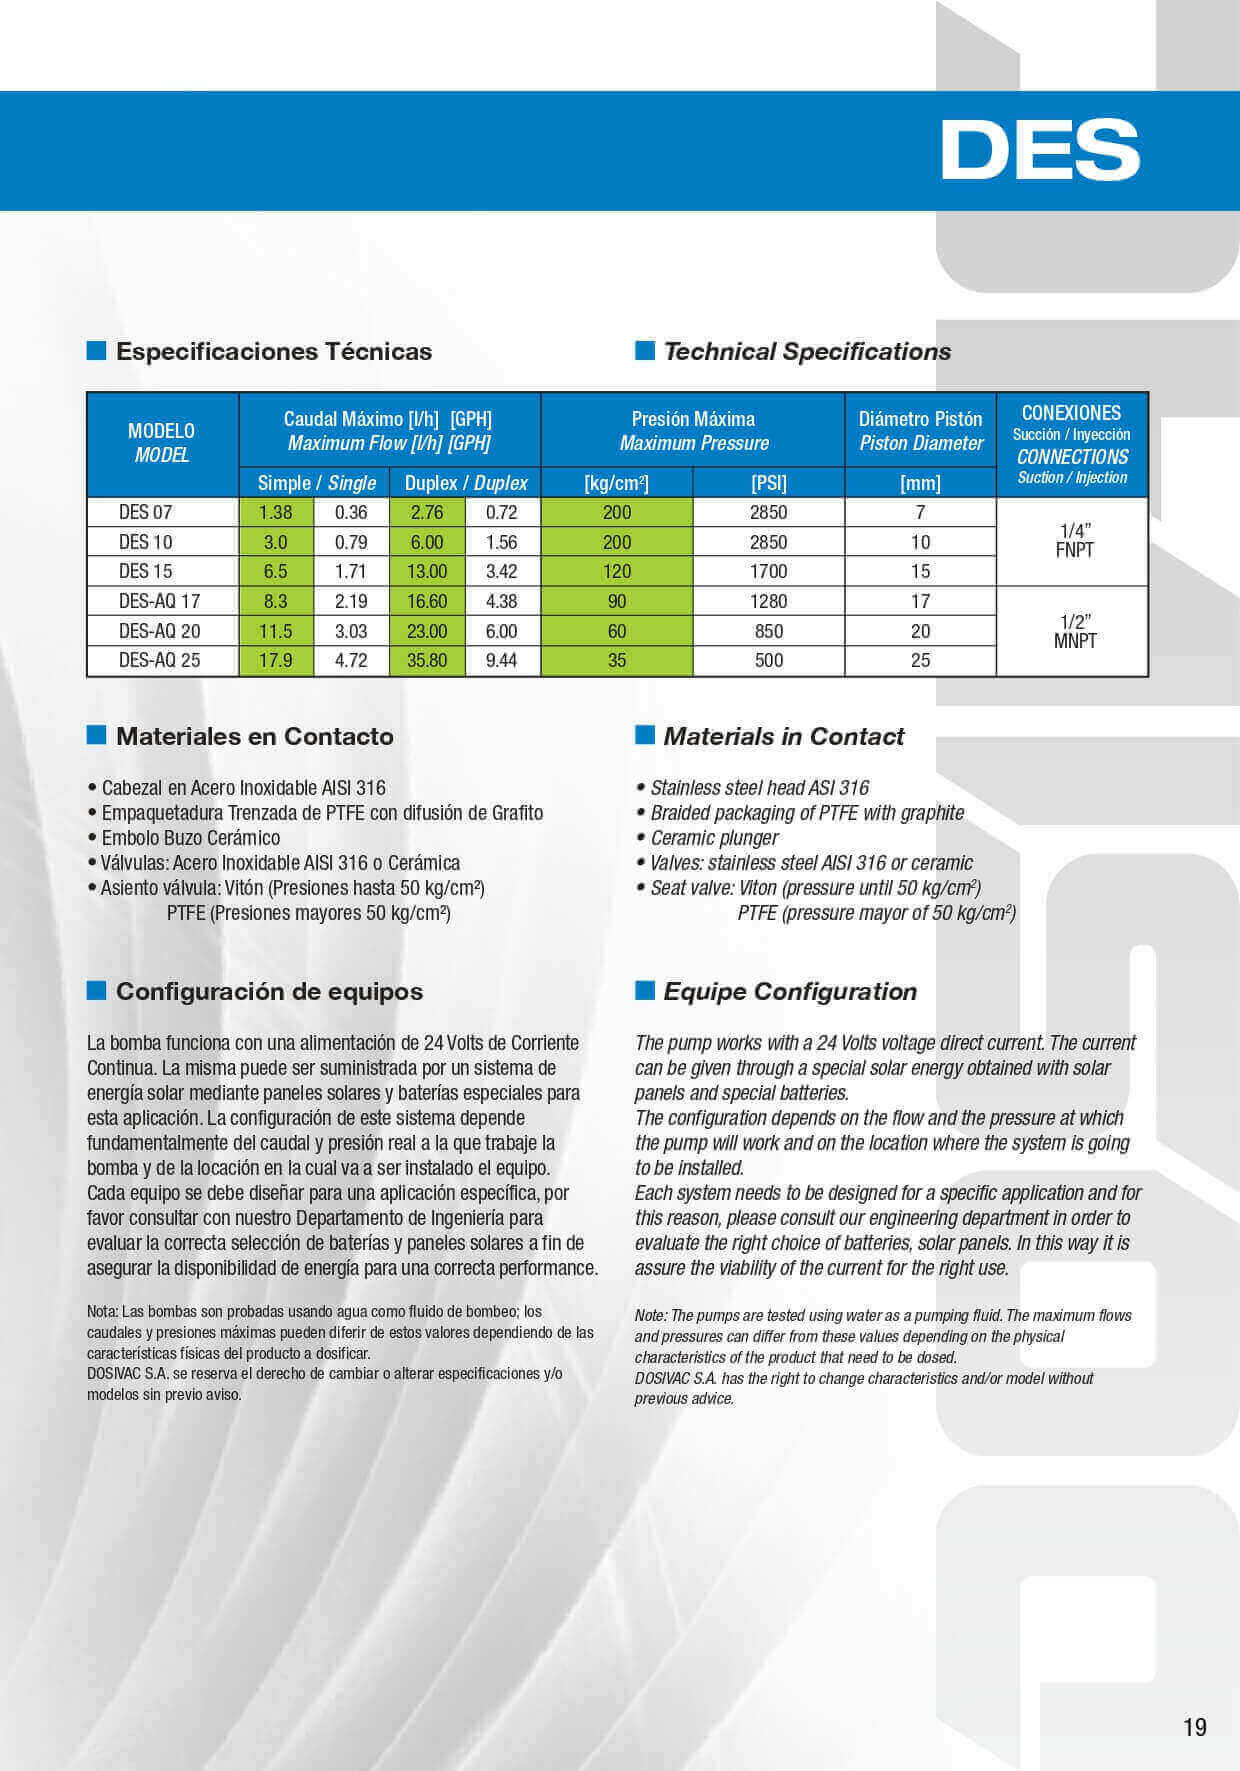 DES
Especificaciones Técnicas
Technical Specifications
MODELO
MODEL
Caudal Máximo [l/h] [GPH]
Maximum Flow [l/h] [GPH]
Presión Máxima
Maximum Pressure
Diámetro Pistón
Piston Diameter
CONEXIONES
Succión / Inyección
CONNECTIONS
Suction / Injection
Simple / Single Duplex / Duplex [kg/cm²] [PSI] [mm]
DES 07 1.38 0.36 2.76 0.72 200 2850 7
DES 10 3.0 0.79 6.00 1.56 200 2850 10
DES 15 6.5 1.71 13.00 3.42 120 1700 15
1/4”
FNPT
DES-AQ 17 8.3 2.19 16.60 4.38 90 1280 17
DES-AQ 20 11.5 3.03 23.00 6.00 60 850 20
DES-AQ 25 17.9 4.72 35.80 9.44 35 500 25
1/2”
MNPT
Materiales en Contacto
• Cabezal en Acero Inoxidable AISI 316
• Empaquetadura Trenzada de PTFE con difusión de Grafito
• Embolo Buzo Cerámico
• Válvulas: Acero Inoxidable AISI 316 o Cerámica
• Asiento válvula: Vitón (Presiones hasta 50 kg/cm²)
PTFE (Presiones mayores 50 kg/cm²)
Materials in Contact
• Stainless steel head ASI 316
• Braided packaging of PTFE with graphite
• Ceramic plunger
• Valves: stainless steel AISI 316 or ceramic
• Seat valve: Viton (pressure until 50 kg/cm²)
PTFE (pressure mayor of 50 kg/cm²)
Configuración de equipos
La bomba funciona con una alimentación de 24 Volts de Corriente
Continua. La misma puede ser suministrada por un sistema de
energía solar mediante paneles solares y baterías especiales para
esta aplicación. La configuración de este sistema depende
fundamentalmente del caudal y presión real a la que trabaje la
bomba y de la locación en la cual va a ser instalado el equipo.
Cada equipo se debe diseñar para una aplicación específica, por
favor consultar con nuestro Departamento de Ingeniería para
evaluar la correcta selección de baterías y paneles solares a fin de
asegurar la disponibilidad de energía para una correcta performance.
Nota: Las bombas son probadas usando agua como fluido de bombeo; los
caudales y presiones máximas pueden diferir de estos valores dependiendo de las
características físicas del producto a dosificar.
DOSIVAC S.A. se reserva el derecho de cambiar o alterar especificaciones y/o
modelos sin previo aviso.
Equipe Configuration
The pump works with a 24 Volts voltage direct current. The current
can be given through a special solar energy obtained with solar
panels and special batteries.
The configuration depends on the flow and the pressure at which
the pump will work and on the location where the system is going
to be installed.
Each system needs to be designed for a specific application and for
this reason, please consult our engineering department in order to
evaluate the right choice of batteries, solar panels. In this way it is
assure the viability of the current for the right use.
Note: The pumps are tested using water as a pumping fluid. The maximum flows
and pressures can differ from these values depending on the physical
characteristics of the product that need to be dosed.
DOSIVAC S.A. has the right to change characteristics and/or model without
previous advice.
19